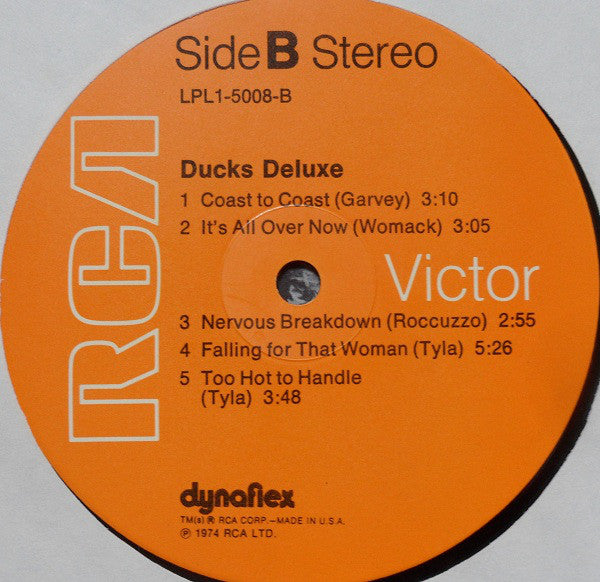 Side B Stereo
LPL1-5008-B
RCA
Ducks Deluxe
1 Coast to Coast (Garvey) 3:10
2 It's All Over Now (Womack) 3:05
Victor
3 Nervous Breakdown (Roccuzzo) 2:55
4 Falling for That Woman (Tyla) 5:26
5 Too Hot to Handle
(Tyla) 3:48
dynaflex
TM(s) ® RCA CORP.—MADE IN U.S.A.
℗ 1974 RCA LTD.